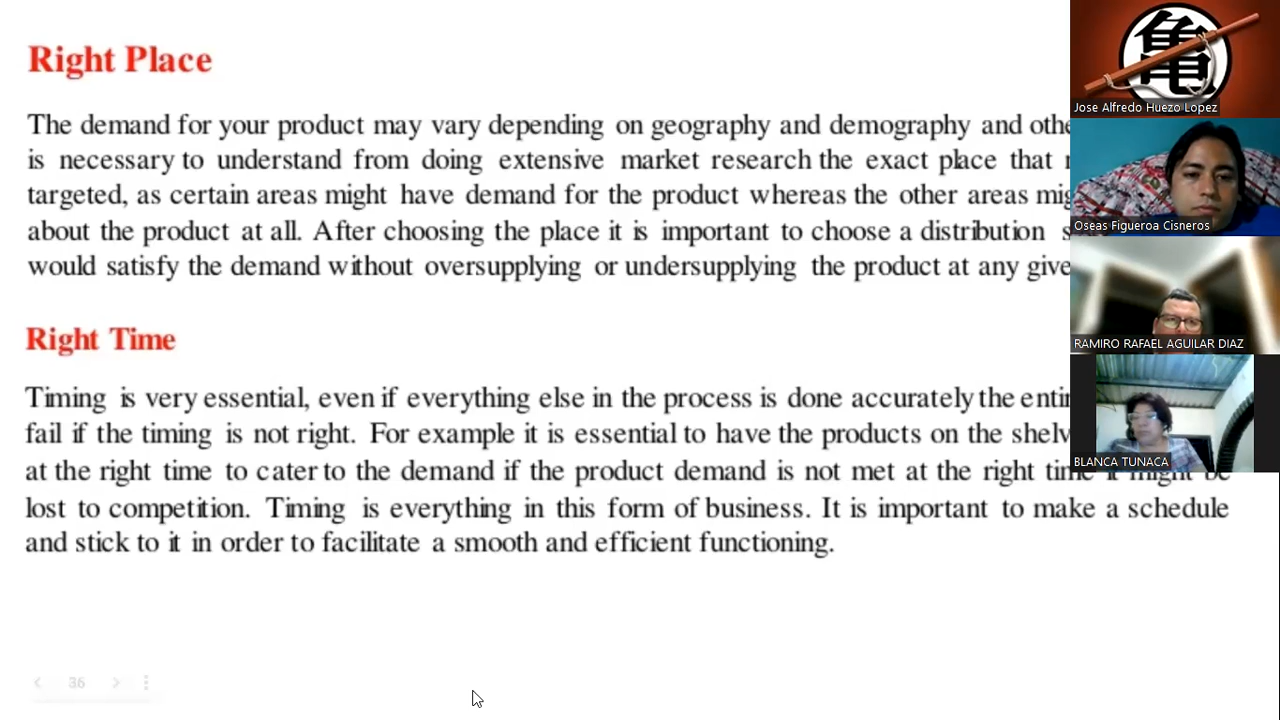 Right Place
The demand for your product may vary depending on geography and demography and othe
is necessary to understand from doing extensive market research the exact place that
targeted, as certain areas might have demand for the product whereas the other areas mig
about the product at all. After choosing the place it is important to choose a distribution s
would satisfy the demand without oversupplying or undersupplying the product at any give
Right Time
Timing is very essential, even if everything else in the process is done accurately the entir
fail if the timing is not right. For example it is essential to have the products on the shelv
at the right time to cater to the demand if the product demand is not met at the right time it might be
lost to competition. Timing is everything in this form of business. It is important to make a schedule
and stick to it in order to facilitate a smooth and efficient functioning.
36
亀
Jose Alfredo Huezo Lopez
Oseas Figueroa Cisneros
RAMIRO RAFAEL AGUILAR DIAZ
BLANCA TUNACA